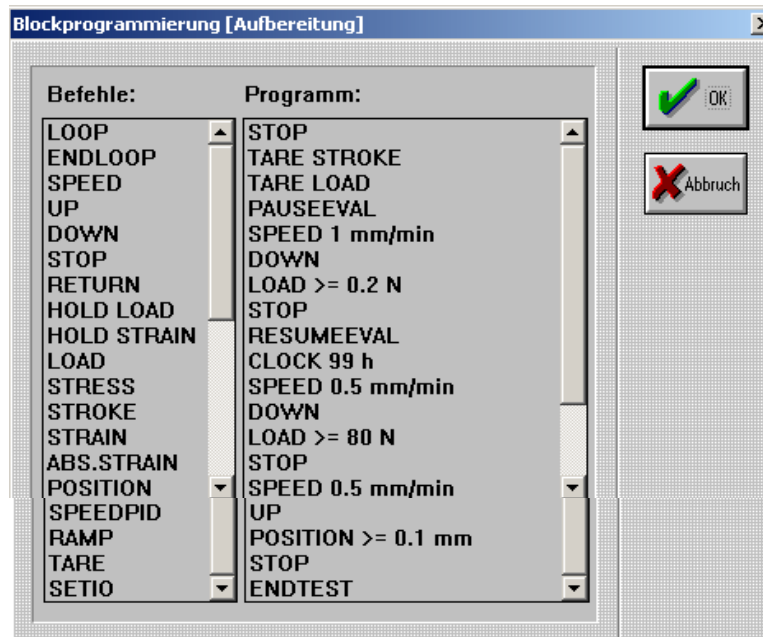 Blockprogrammierung [Aufbereitung]
Befehle:
LOOP
ENDLOOP
SPEED
UP
DOWN
STOP
RETURN
HOLD LOAD
HOLD STRAIN
LOAD
STRESS
STROKE
STRAIN
ABS.STRAIN
POSITION
SPEEDPID
RAMP
TARE
SETIO
Programm:
STOP
TARE STROKE
TARE LOAD
PAUSEEVAL
SPEED 1 mm/min
DOWN
LOAD >= 0.2 N
STOP
RESUMEEVAL
CLOCK 99 h
SPEED 0.5 mm/min
DOWN
LOAD >= 80 N
STOP
SPEED 0.5 mm/min
UP
POSITION >= 0.1 mm
STOP
ENDTEST
OK
Abbruch